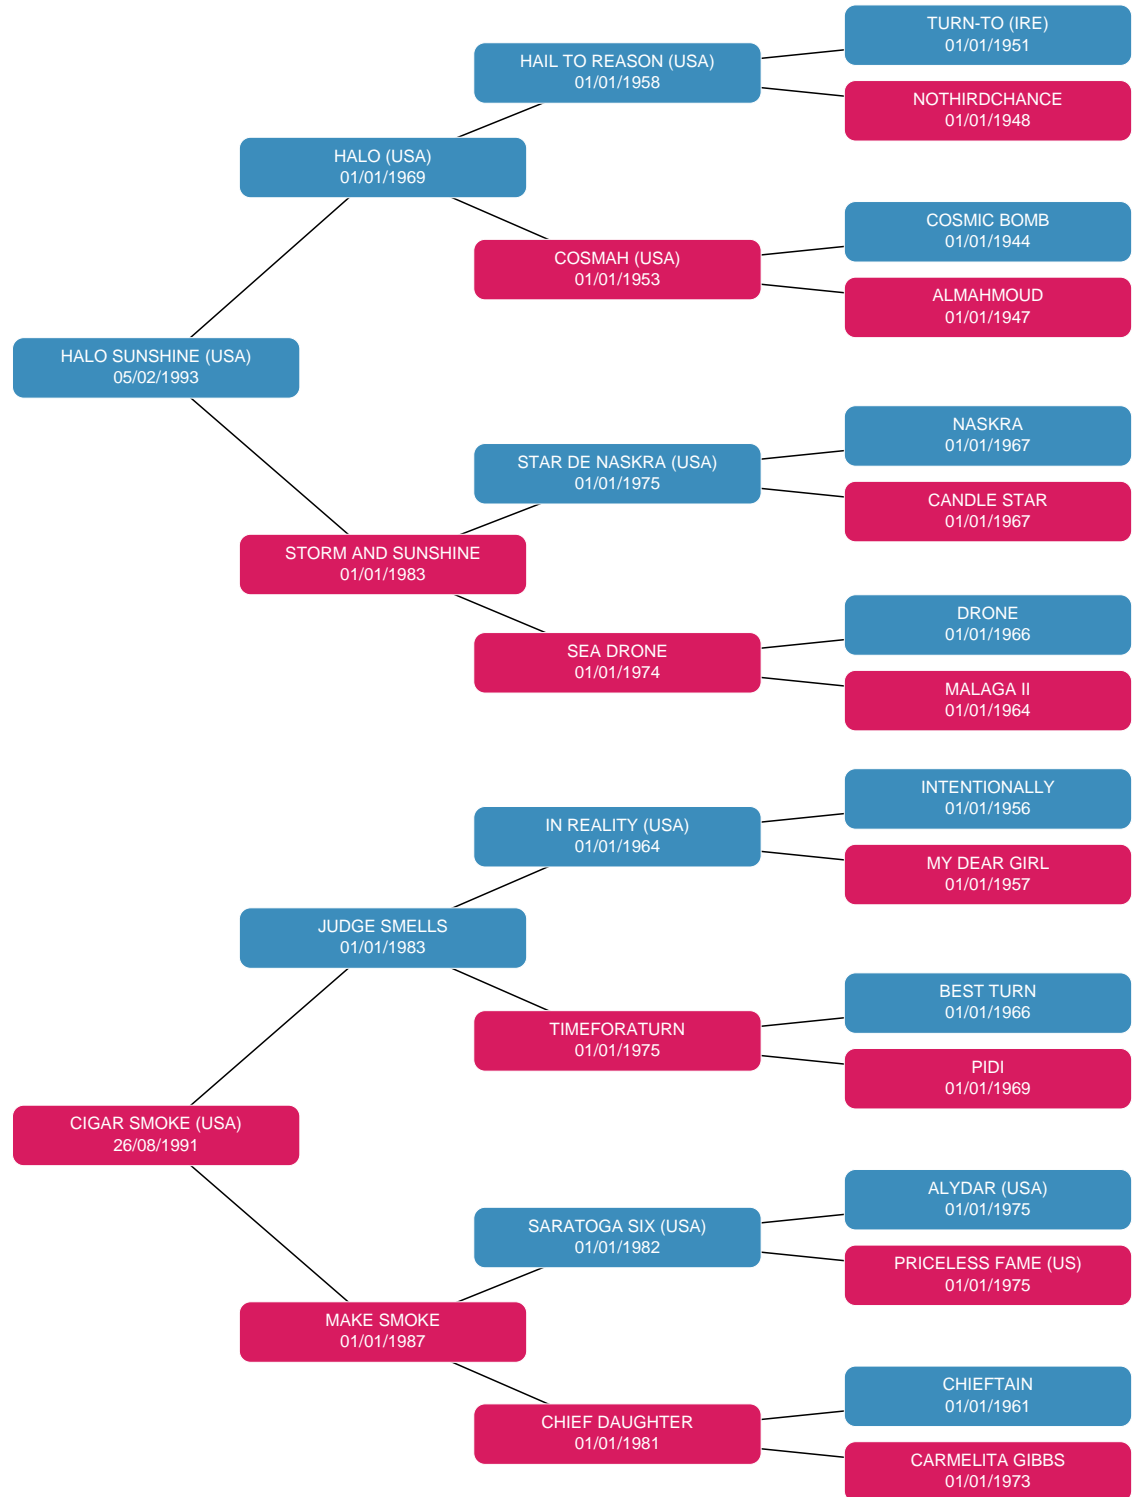 TURN-TO (IRE)
01/01/1951
HAIL TO REASON (USA)
01/01/1958
NOTHIRDCHANCE
01/01/1948
HALO (USA)
01/01/1969
COSMIC BOMB
01/01/1944
COSMAH (USA)
01/01/1953
ALMAHMOUD
01/01/1947
HALO SUNSHINE (USA)
05/02/1993
NASKRA
01/01/1967
STAR DE NASKRA (USA)
01/01/1975
CANDLE STAR
01/01/1967
STORM AND SUNSHINE
01/01/1983
DRONE
01/01/1966
SEA DRONE
01/01/1974
MALAGA II
01/01/1964
INTENTIONALLY
01/01/1956
IN REALITY (USA)
01/01/1964
MY DEAR GIRL
01/01/1957
JUDGE SMELLS
01/01/1983
BEST TURN
01/01/1966
TIMEFORATURN
01/01/1975
PIDI
01/01/1969
CIGAR SMOKE (USA)
26/08/1991
ALYDAR (USA)
01/01/1975
SARATOGA SIX (USA)
01/01/1982
PRICELESS FAME (US)
01/01/1975
MAKE SMOKE
01/01/1987
CHIEFTAIN
01/01/1961
CHIEF DAUGHTER
01/01/1981
CARMELITA GIBBS
01/01/1973